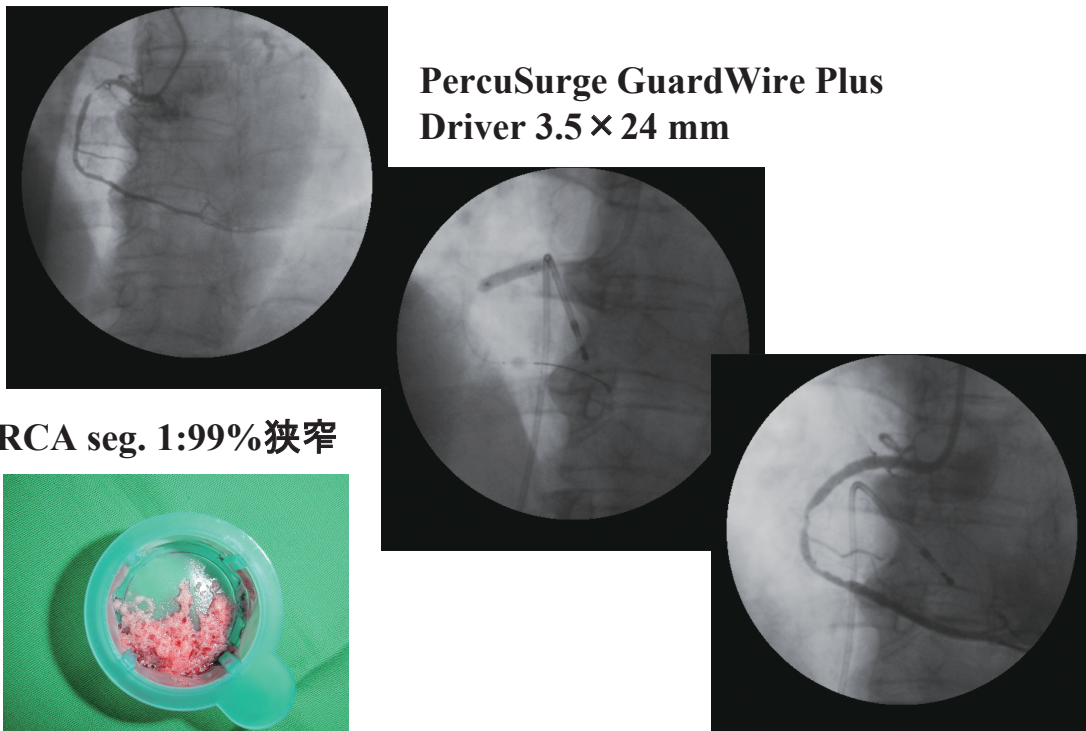 PercuSurge GuardWire Plus
Driver 3.5×24 mm
RCA seg. 1:99%狭窄